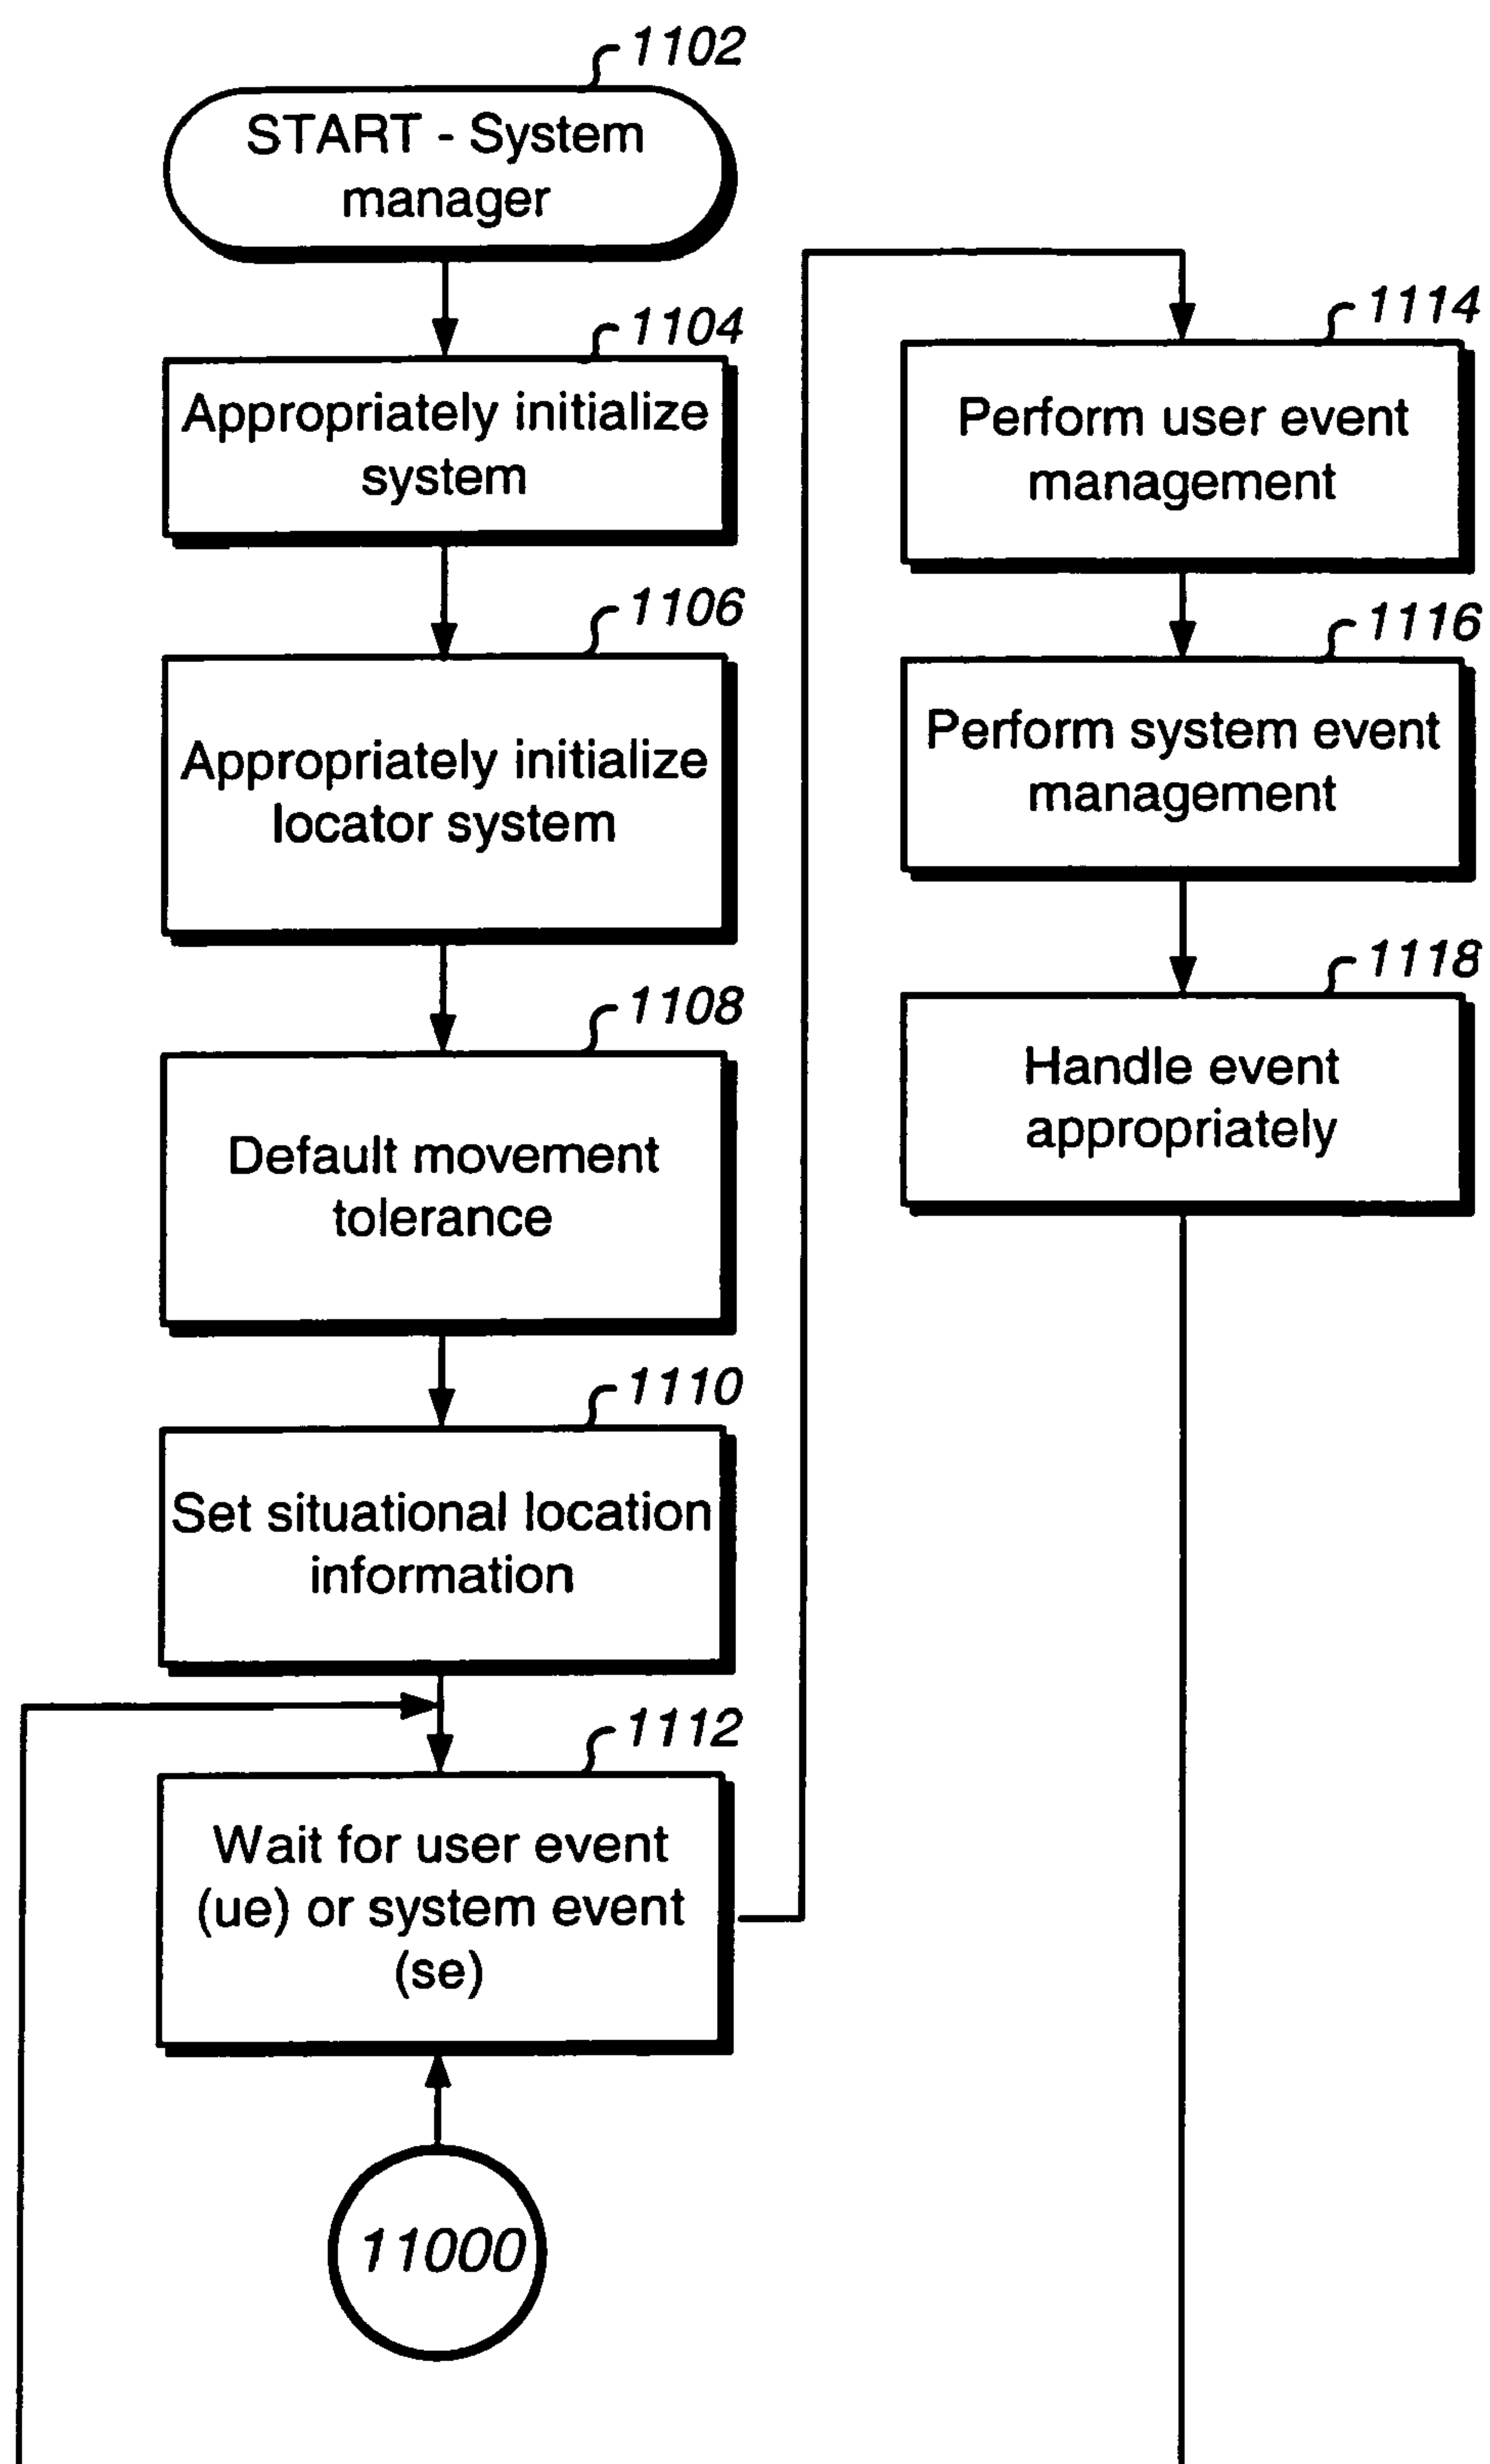 1102
START - System
manager
1104
Appropriately initialize
system
1106
Appropriately initialize
locator system
1108
Default movement
tolerance
1110
Set situational location
information
1112
Wait for user event
(ue) or system event
(se)
11000
1114
Perform user event
management
1116
Perform system event
management
1118
Handle event
appropriately